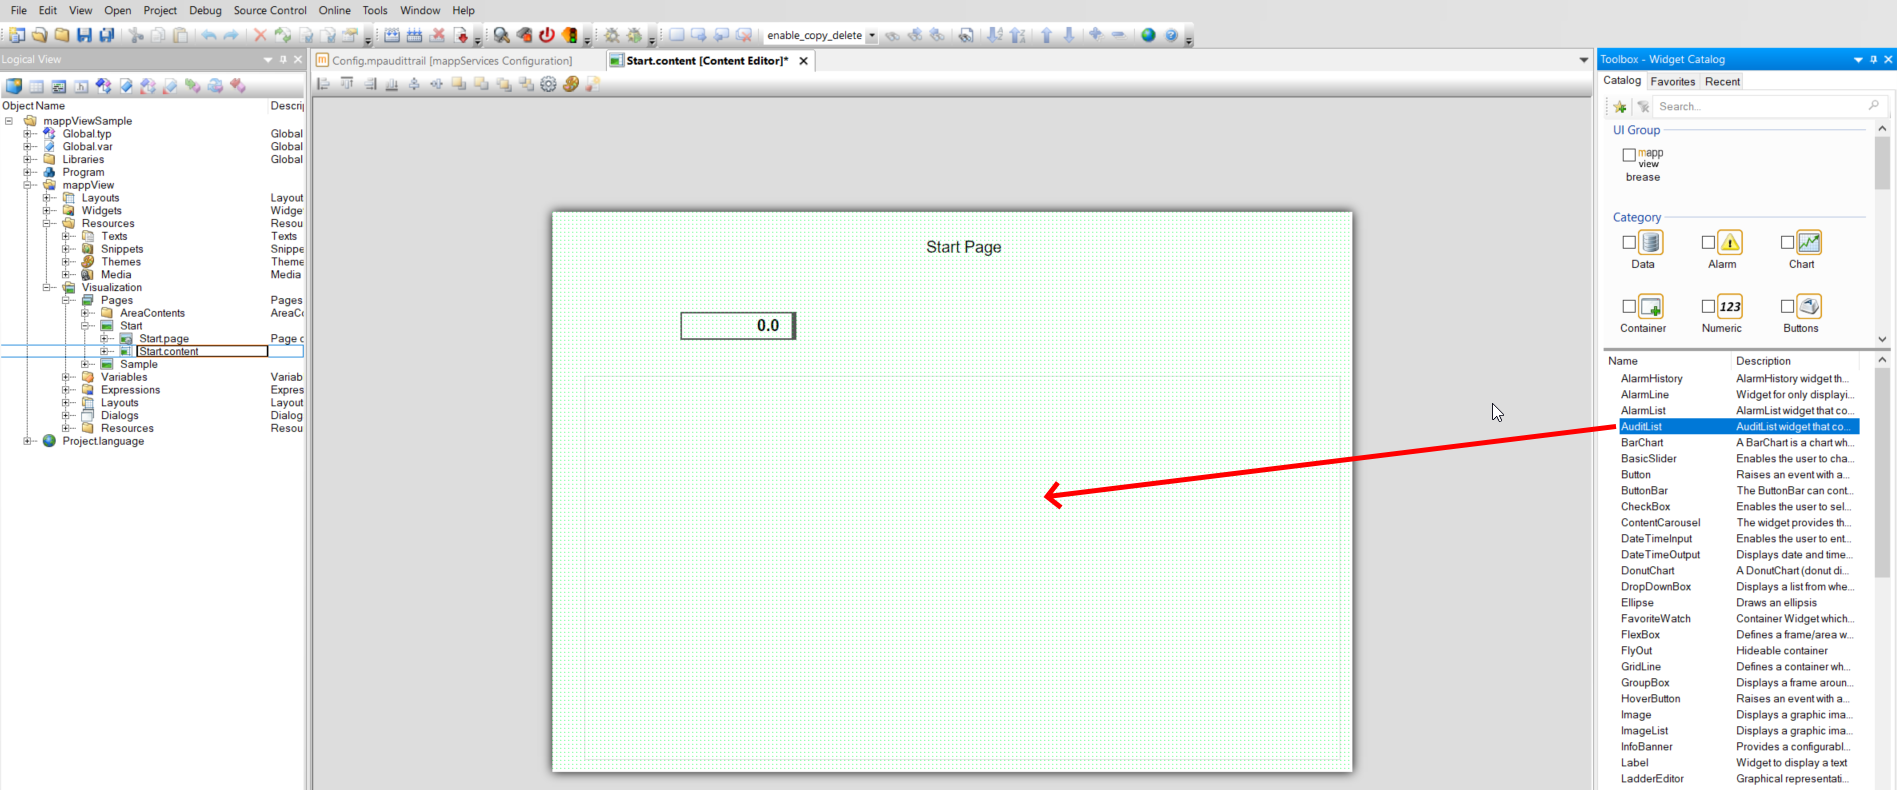 File Edit View Open Project Debug Source Control Online Tools Window Help
enable_copy_delete
Logical View
Object Name Descri
mappViewSample
Global.typ Global
Global.var Global
Libraries Global
Program
mappView
Layouts Layout
Widgets Widge
Resources Resou
Texts Texts
Snippets Snippe
Themes Theme
Media Media
Visualization
Pages Pages
AreaContents AreaCo
Start
Start.page Page c
Start.content
Sample
Variables Variab
Expressions Expres
Layouts Layout
Dialogs Dialog
Resources Resou
Project.language
Config.mpaudittrail [mappServices Configuration] Start.content [Content Editor]*
Start Page
0.0
Toolbox - Widget Catalog
Catalog Favorites Recent
Search...
UI Group
mapp
view
brease
Category
Data Alarm Chart
123
Container Numeric Buttons
Name Description
AlarmHistory AlarmHistory widget th...
AlarmLine Widget for only displayi...
AlarmList AlarmList widget that co...
AuditList AuditList widget that co...
BarChart A BarChart is a chart wh...
BasicSlider Enables the user to cha...
Button Raises an event with a...
ButtonBar The ButtonBar can cont...
CheckBox Enables the user to sel...
ContentCarousel The widget provides th...
DateTimeInput Enables the user to ent...
DateTimeOutput Displays date and time...
DonutChart A DonutChart (donut di...
DropDownBox Displays a list from whe...
Ellipse Draws an ellipsis
FavoriteWatch Container Widget which...
FlexBox Defines a frame/area w...
FlyOut Hideable container
GridLine Defines a container wh...
GroupBox Displays a frame aroun...
HoverButton Raises an event with a...
Image Displays a graphic ima...
ImageList Displays a graphic ima...
InfoBanner Provides a configurabl...
Label Widget to display a text
LadderEditor Graphical representati...